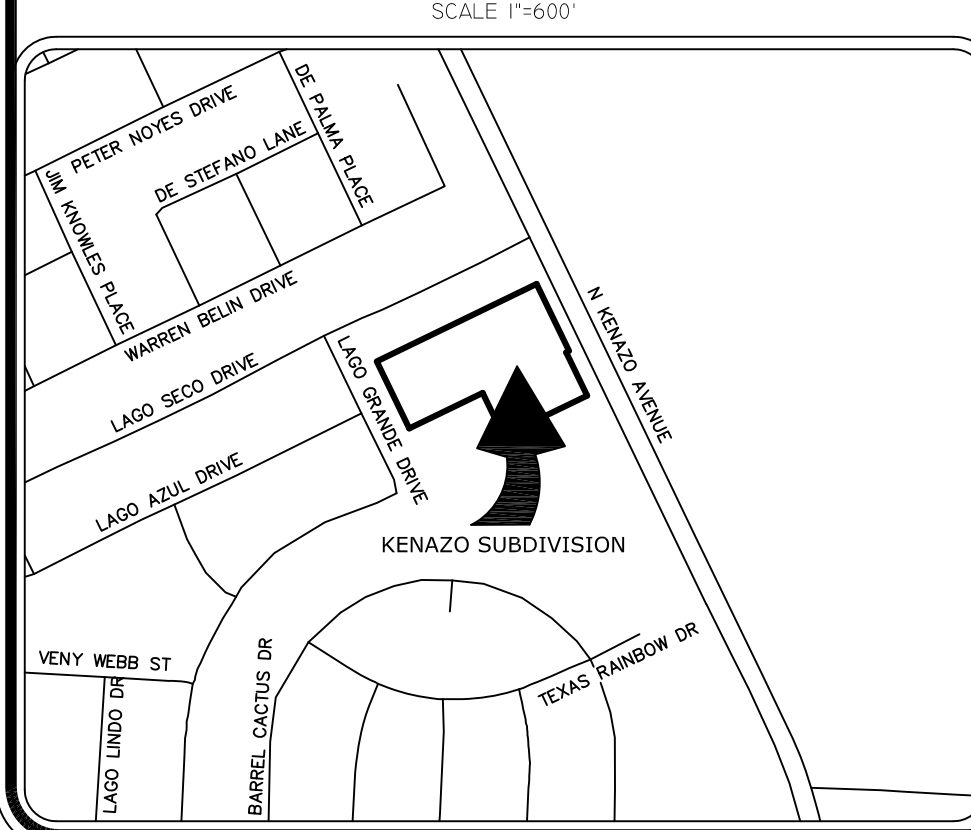 SCALE 1"=600'
PETER NOYES DRIVE
DE PALMA PLACE
DE STEFANO LANE
JIM KNOWLES PLACE
WARREN BELIN DRIVE
N KENAZO AVENUE
LAGO SECO DRIVE
LAGO GRANDE DRIVE
LAGO AZUL DRIVE
KENAZO SUBDIVISION
VENY WEBB ST
LAGO LINDO DR
BARREL CACTUS DR
TEXAS RAINBOW DR